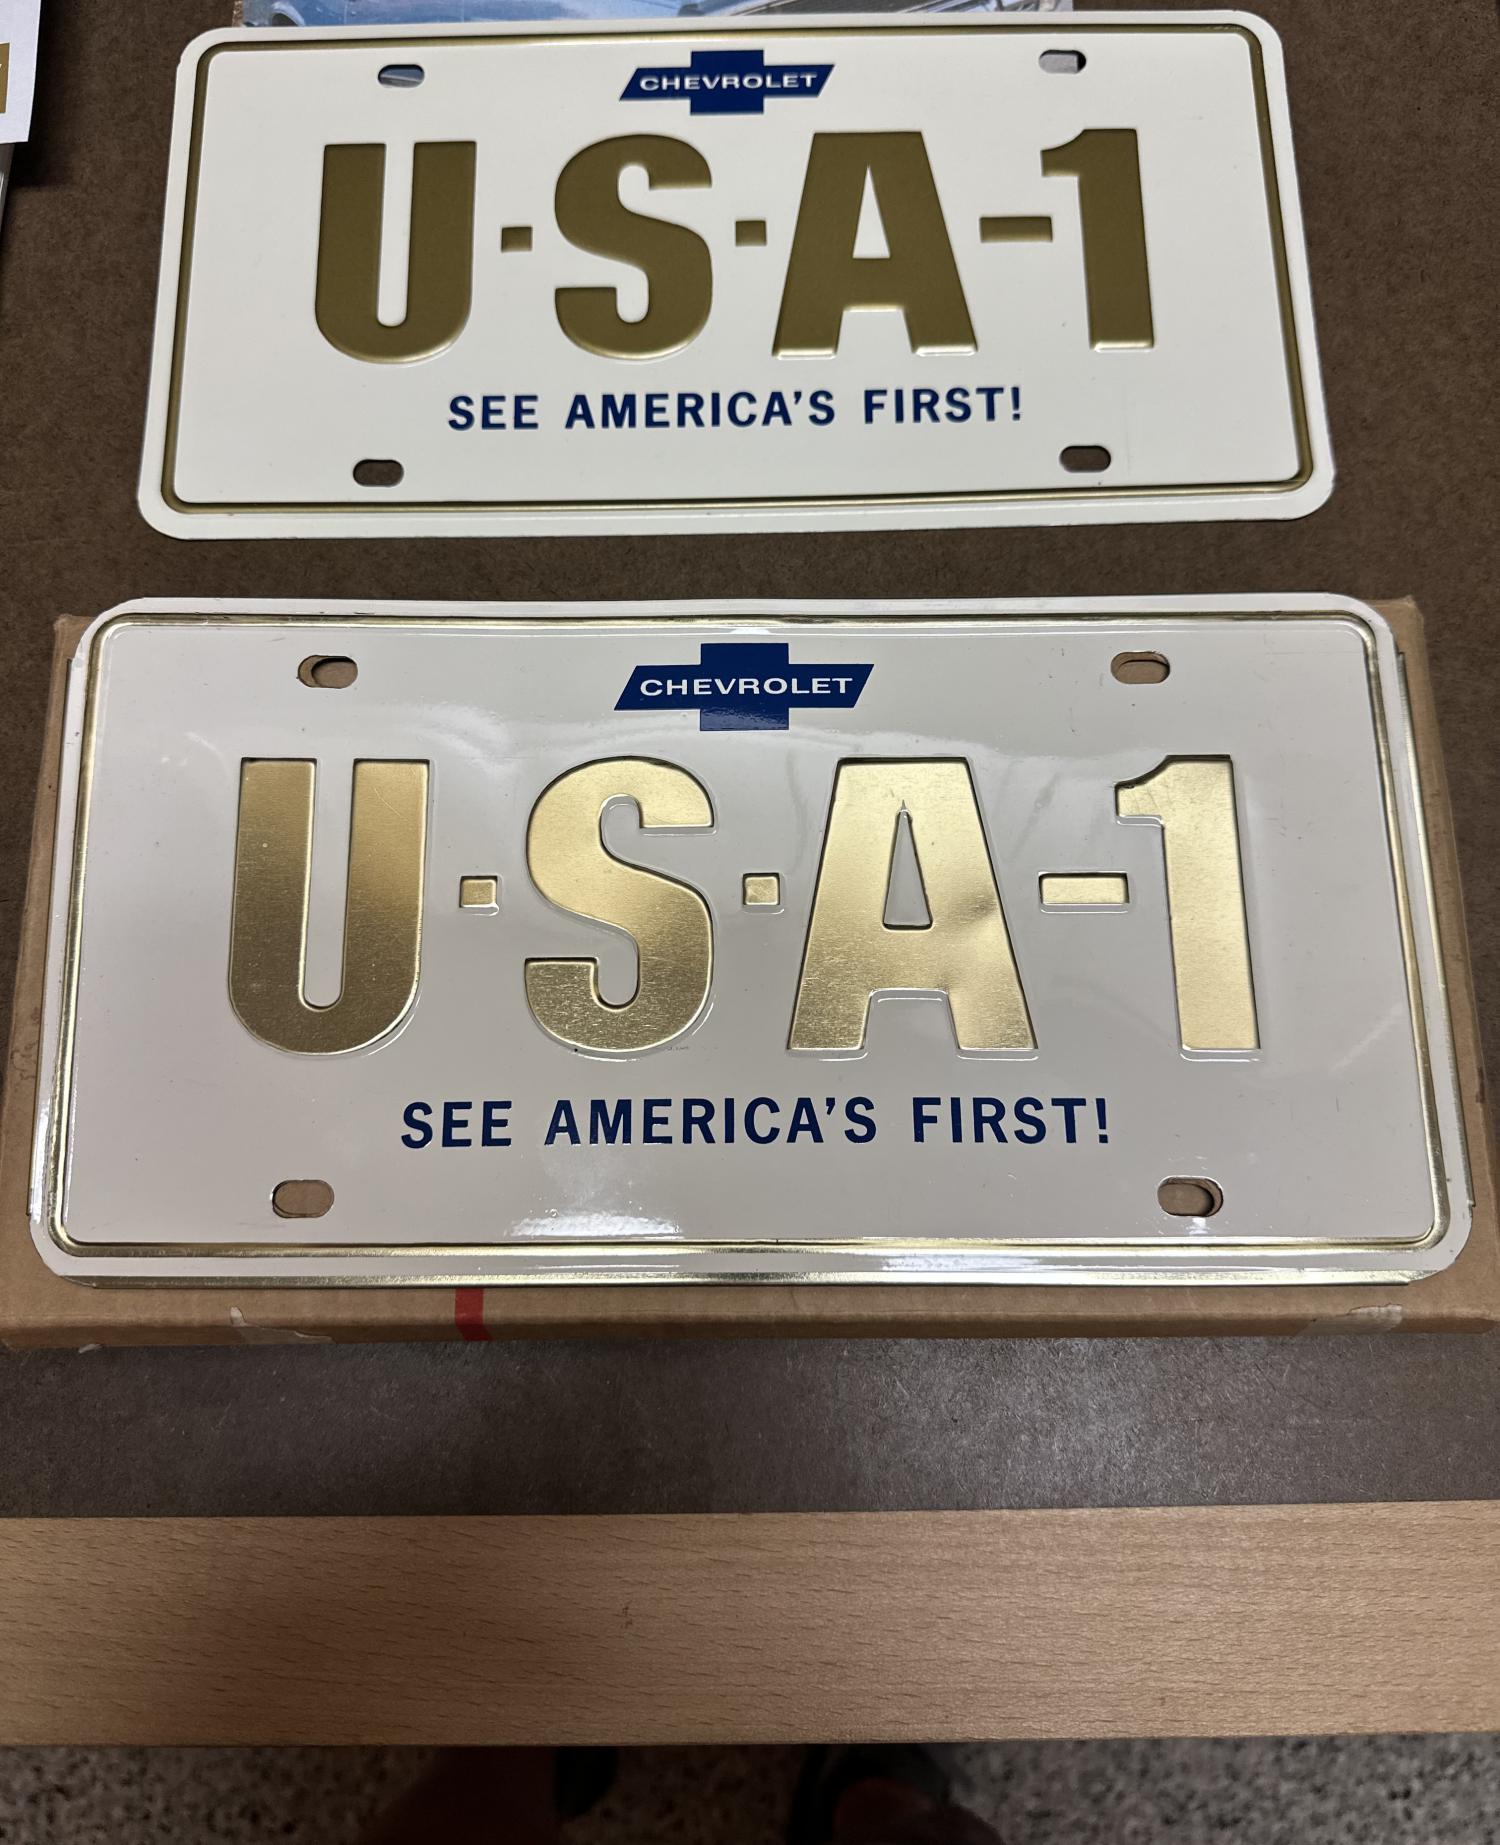 CHEVROLET
U·S·A-1
SEE AMERICA'S FIRST!
CHEVROLET
U·S·A-1
SEE AMERICA'S FIRST!